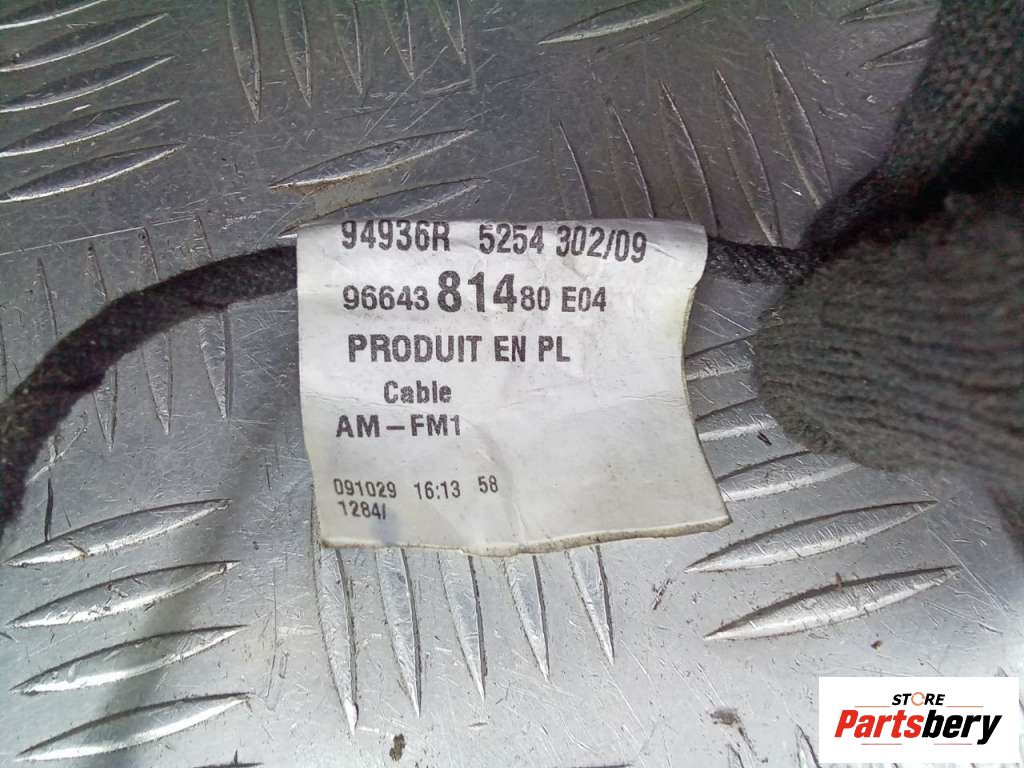 94936R 5254 302/09
96643 814 80 E04
PRODUIT EN PL
Cable
AM-FM1
091029 16:13 58
1284/
STORE
Partsbery